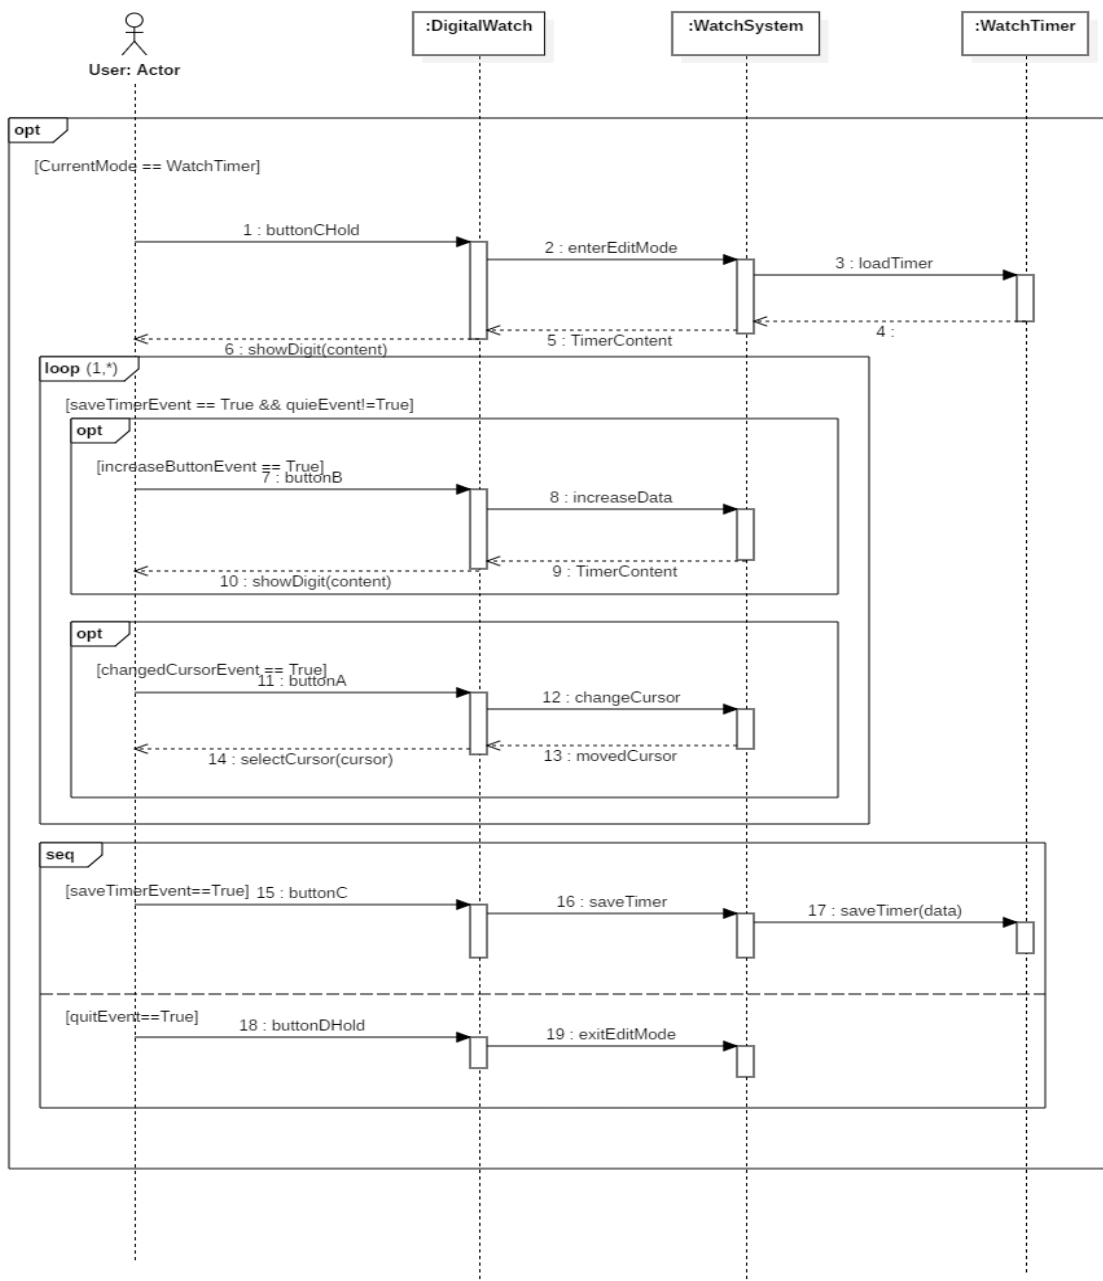 :DigitalWatch
:WatchSystem
:WatchTimer
User: Actor
opt
[CurrentMode == WatchTimer]
1 : buttonCHold
2 : enterEditMode
3 : loadTimer
4 :
5 : TimerContent
6 : showDigit(content)
loop (1,*)
[saveTimerEvent == True && quieEvent!=True]
opt
[increaseButtonEvent == True]
7 : buttonB
8 : increaseData
9 : TimerContent
10 : showDigit(content)
opt
[changedCursorEvent == True]
11 : buttonA
12 : changeCursor
13 : movedCursor
14 : selectCursor(cursor)
seq
[saveTimerEvent==True]
15 : buttonC
16 : saveTimer
17 : saveTimer(data)
[quitEvent==True]
18 : buttonDHold
19 : exitEditMode